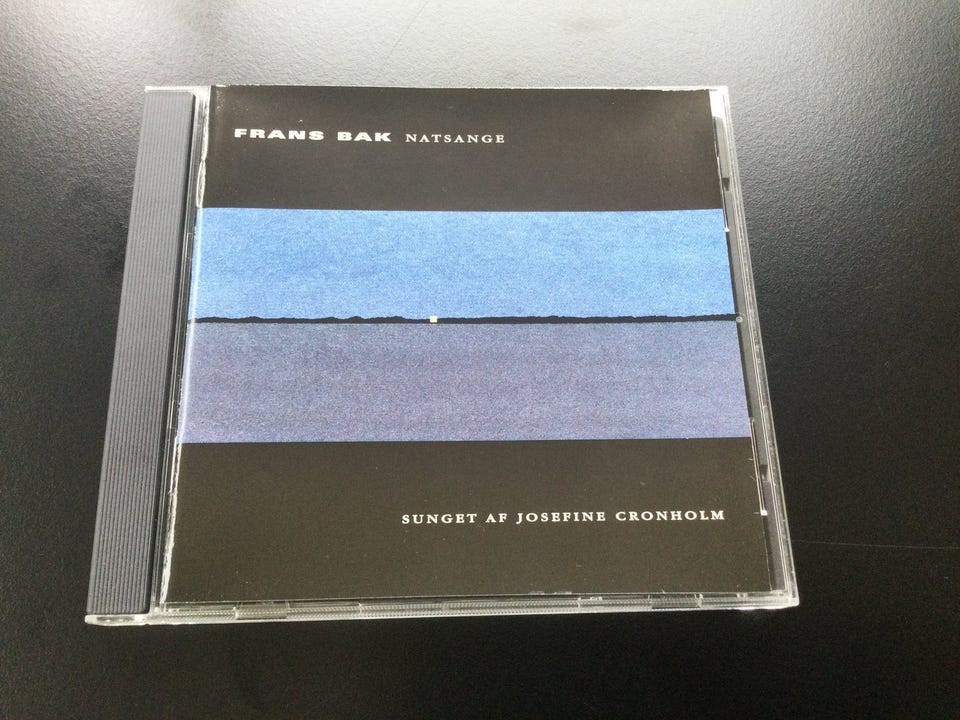 FRANS BAK NATSANGE
SUNGET AF JOSEFINE CRONHOLM